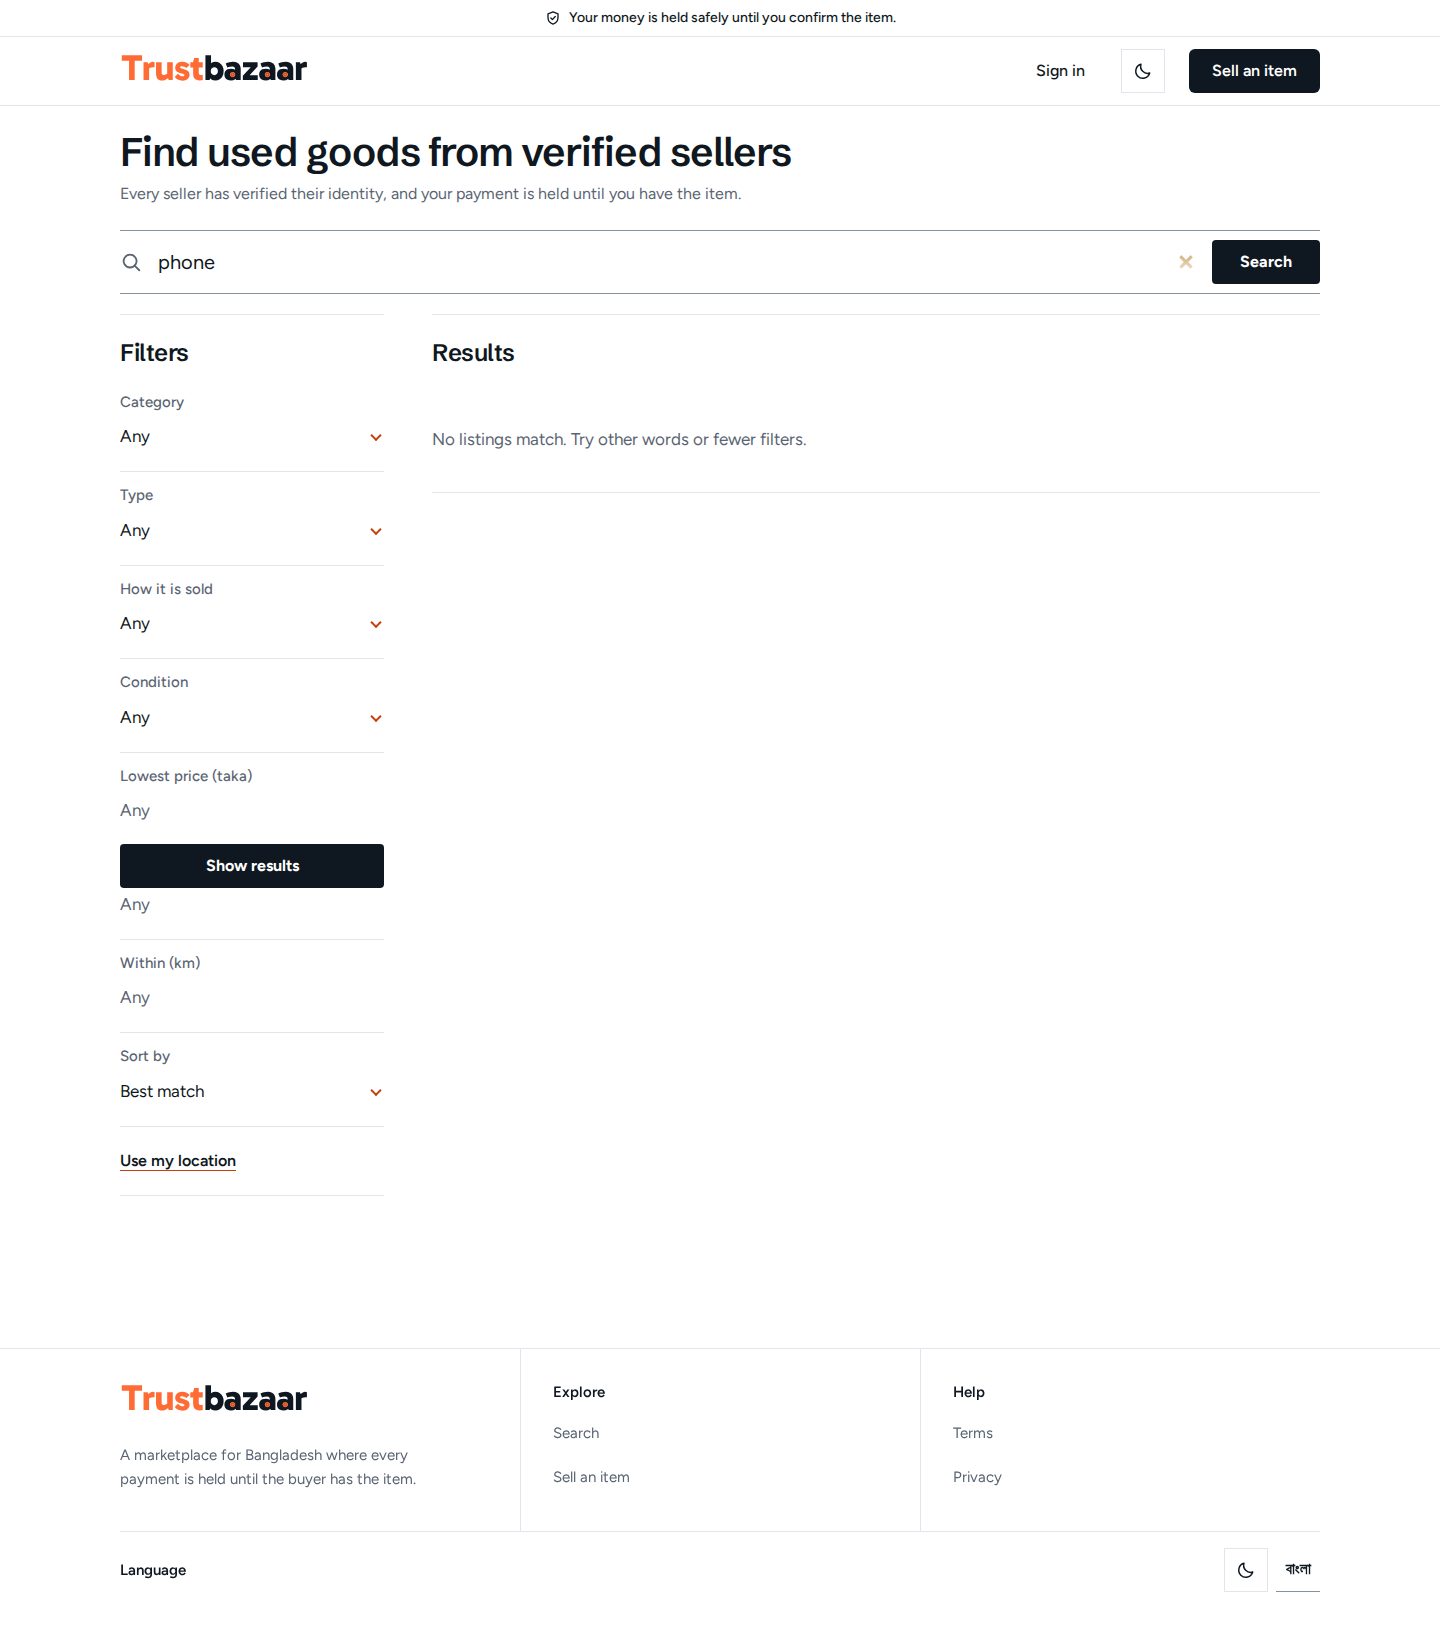 Your money is held safely until you confirm the item.
Trustbazaar
Sign in
Sell an item
Find used goods from verified sellers
Every seller has verified their identity, and your payment is held until you have the item.
phone
Search
Filters
Results
Category
Any
No listings match. Try other words or fewer filters.
Type
Any
How it is sold
Any
Condition
Any
Lowest price (taka)
Any
Show results
Any
Within (km)
Any
Sort by
Best match
Use my location
Trustbazaar
A marketplace for Bangladesh where every
payment is held until the buyer has the item.
Explore
Search
Sell an item
Help
Terms
Privacy
Language
বাংলা